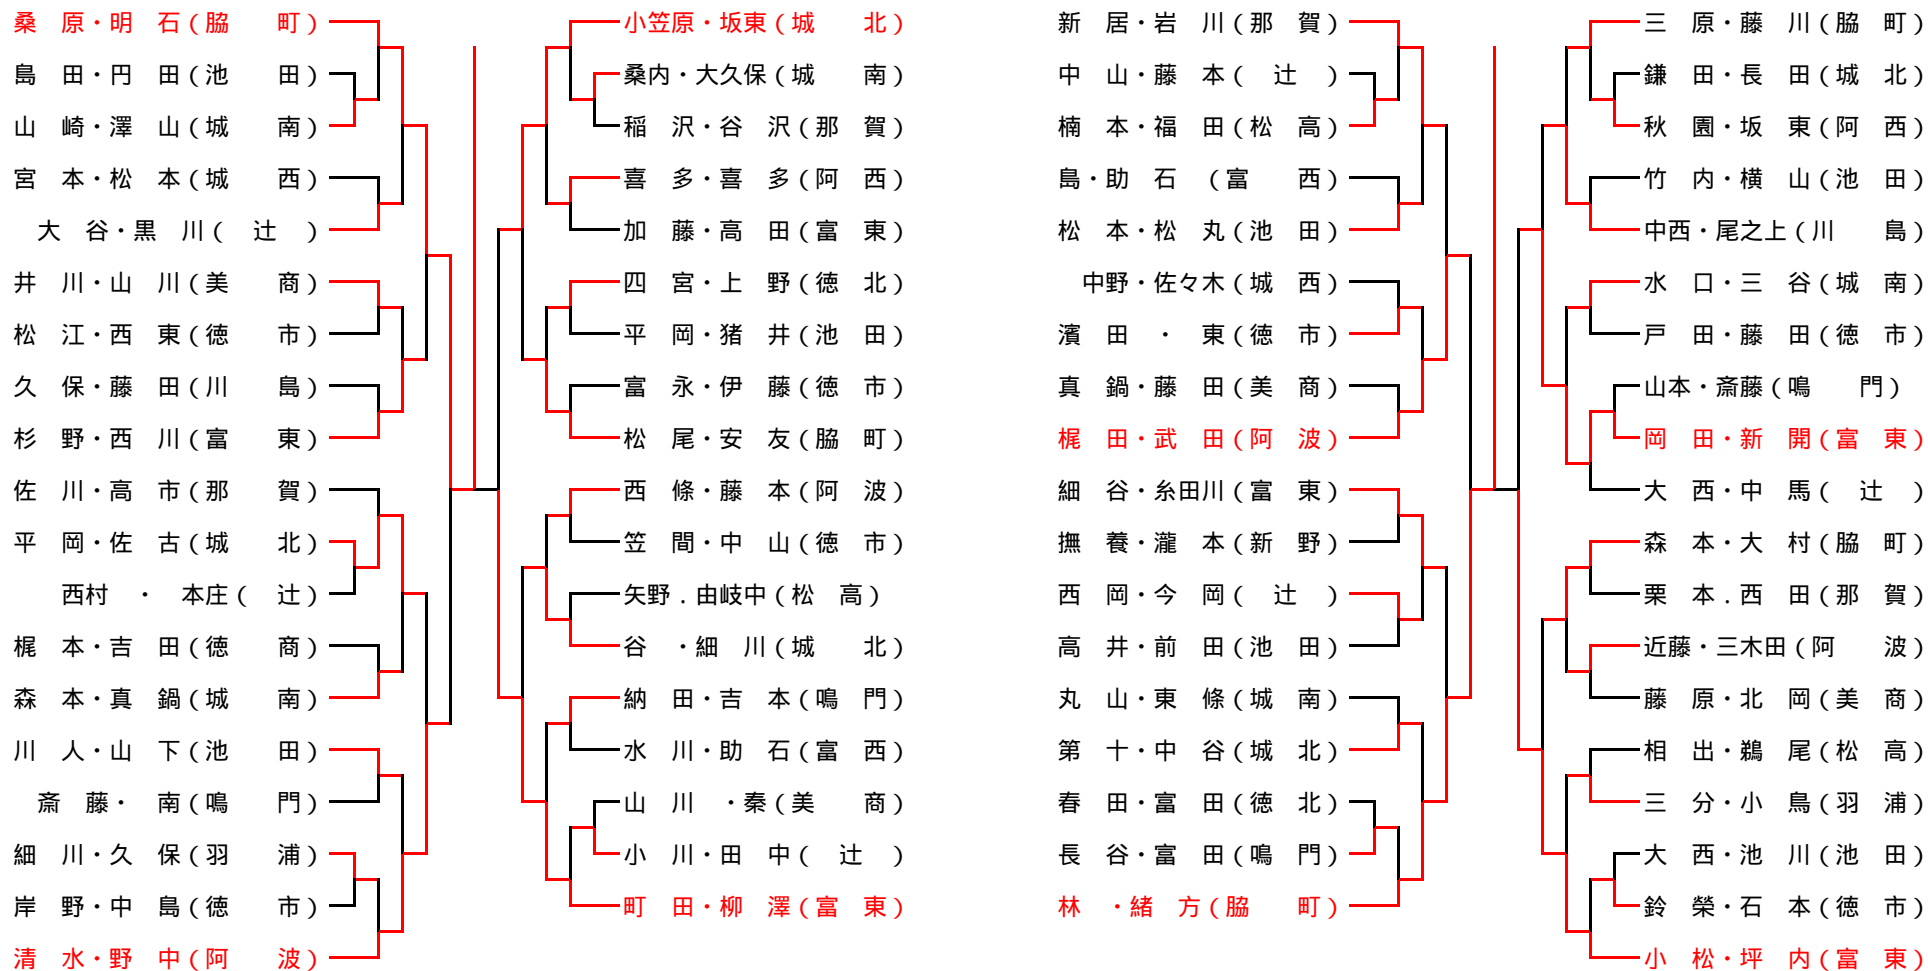 桑　原・明　石(脇　　町)
島　田・円　田(池　　田)
山　崎・澤　山(城　　南)
宮　本・松　本(城　　西)
大　谷・黒　川(　辻　)
井　川・山　川(美　　商)
松　江・西　東(徳　　市)
久　保・藤　田(川　　島)
杉　野・西　川(富　　東)
佐　川・高　市(那　　賀)
平　岡・佐　古(城　　北)
西村　・　本庄(　辻)
梶　本・吉　田(徳　　商)
森　本・真　鍋(城　　南)
川　人・山　下(池　　田)
斎　藤・　南(鳴　　門)
細　川・久　保(羽　　浦)
岸　野・中　島(徳　　市)
清　水・野　中(阿　　波)
小笠原・坂東(城　　北)
桑内・大久保(城　　南)
稲　沢・谷　沢(那　賀)
喜　多・喜　多(阿　西)
加　藤・高　田(富　東)
四　宮・上　野(徳　北)
平　岡・猪　井(池　田)
富　永・伊　藤(徳　市)
松　尾・安　友(脇　町)
西　條・藤　本(阿　波)
笠　間・中　山(徳　市)
矢野．由岐中(松　高)
谷　・細　川(城　　北)
納　田・吉　本(鳴　門)
水　川・助　石(富　西)
山　川　・秦(美　　商)
小　川・田　中(　辻　)
町　田・柳　澤(富　東)
新　居・岩　川(那　賀)
中　山・藤　本(　辻　)
楠　本・福　田(松　高)
島・助　石　(富　　西)
松　本・松　丸(池　田)
中野・佐々木(城　西)
濱　田　・　東(徳　市)
真　鍋・藤　田(美　商)
梶　田・武　田(阿　波)
細　谷・糸田川(富　東)
撫　養・瀧　本(新　野)
西　岡・今　岡(　辻　)
高　井・前　田(池　田)
丸　山・東　條(城　南)
第　十・中　谷(城　北)
春　田・富　田(徳　北)
長　谷・富　田(鳴　門)
林　・緒　方(脇　　町)
三　原・藤　川(脇　町)
鎌　田・長　田(城　北)
秋　園・坂　東(阿　西)
竹　内・横　山(池　田)
中西・尾之上(川　　島)
水　口・三　谷(城　南)
戸　田・藤　田(徳　市)
山本・斎藤(鳴　　門)
岡　田・新　開(富　東)
大　西・中　馬(　辻　)
森　本・大　村(脇　町)
栗　本．西　田(那　賀)
近藤・三木田(阿　　波)
藤　原・北　岡(美　商)
相　出・鵜　尾(松　高)
三　分・小　鳥(羽　浦)
大　西・池　川(池　田)
鈴　榮・石　本(徳　市)
小　松・坪　内(富　東)